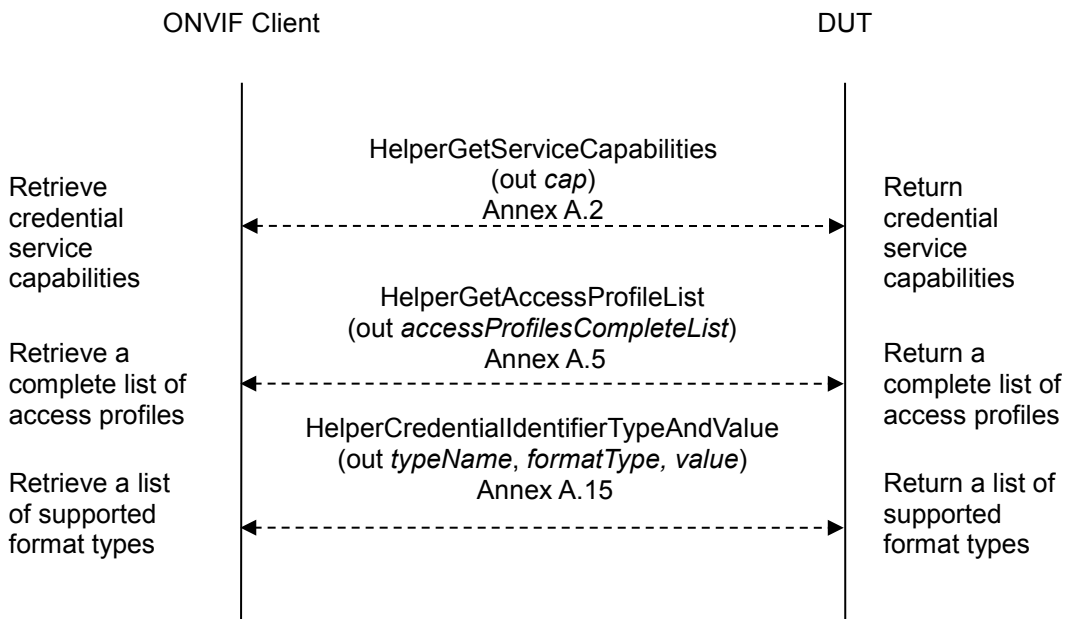 ONVIF Client
DUT
HelperGetServiceCapabilities
(out cap)
Annex A.2
Retrieve
credential
service
capabilities
Return
credential
service
capabilities
HelperGetAccessProfileList
(out accessProfilesCompleteList)
Annex A.5
Retrieve a
complete list of
access profiles
Return a
complete list of
access profiles
HelperCredentialIdentifierTypeAndValue
(out typeName, formatType, value)
Annex A.15
Retrieve a list
of supported
format types
Return a list of
supported
format types